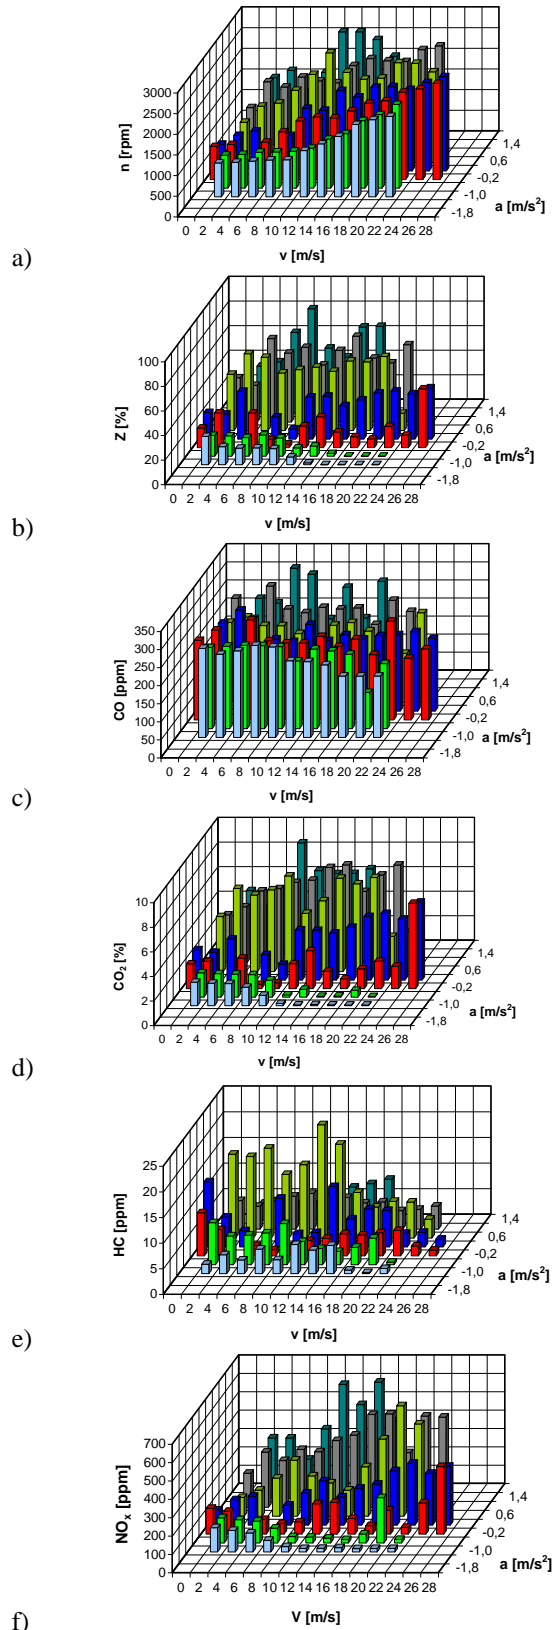 3000
2500
2000
1500
1000
500
0
n [rpm]
0 2 4 6 8 10 12 14 16 18 20 22 24 26 28
v [m/s]
1,4
0,6
-0,2
-1,0
-1,8
a [m/s²]
a)
100
80
60
40
20
0
Z [%]
0 2 4 6 8 10 12 14 16 18 20 22 24 26 28
v [m/s]
1,4
0,6
-0,2
-1,0
-1,8
a [m/s²]
b)
350
300
250
200
150
100
50
0
CO [ppm]
0 2 4 6 8 10 12 14 16 18 20 22 24 26 28
v [m/s]
1,4
0,6
-0,2
-1,0
-1,8
a [m/s²]
c)
10
8
6
4
2
0
CO₂ [%]
0 2 4 6 8 10 12 14 16 18 20 22 24 26 28
v [m/s]
1,4
0,6
-0,2
-1,0
-1,8
a [m/s²]
d)
25
20
15
10
5
0
HC [ppm]
0 2 4 6 8 10 12 14 16 18 20 22 24 26 28
v [m/s]
1,4
0,6
-0,2
-1,0
-1,8
a [m/s²]
e)
700
600
500
400
300
200
100
0
NOₓ [ppm]
0 2 4 6 8 10 12 14 16 18 20 22 24 26 28
V [m/s]
1,4
0,6
-0,2
-1,0
-1,8
a [m/s²]
f)